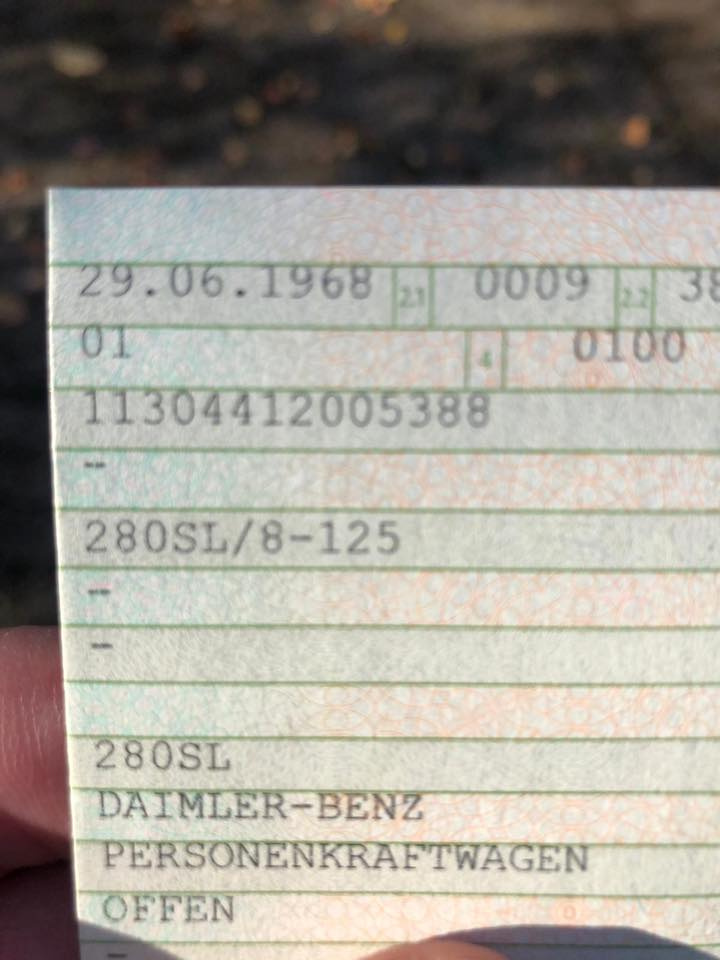 29.06.1968 2.1 0009 2.2 38
01 4 0100
11304412005388
--
280SL/8-125
--
-
280SL
DAIMLER-BENZ
PERSONENKRAFTWAGEN
OFFEN
-